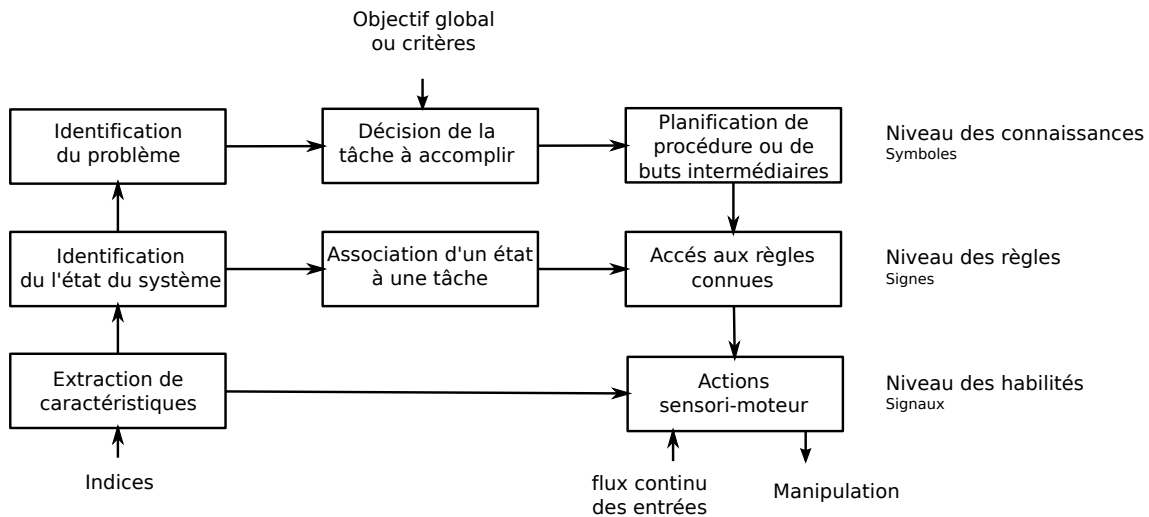 Objectif global
ou critères
Identification
du problème
Décision de la
tâche à accomplir
Planification de
procédure ou de
buts intermédiaires
Niveau des connaissances
Symboles
Identification
du l'état du système
Association d'un état
à une tâche
Accés aux règles
connues
Niveau des règles
Signes
Extraction de
caractéristiques
Actions
sensori-moteur
Niveau des habilités
Signaux
Indices
flux continu
des entrées
Manipulation